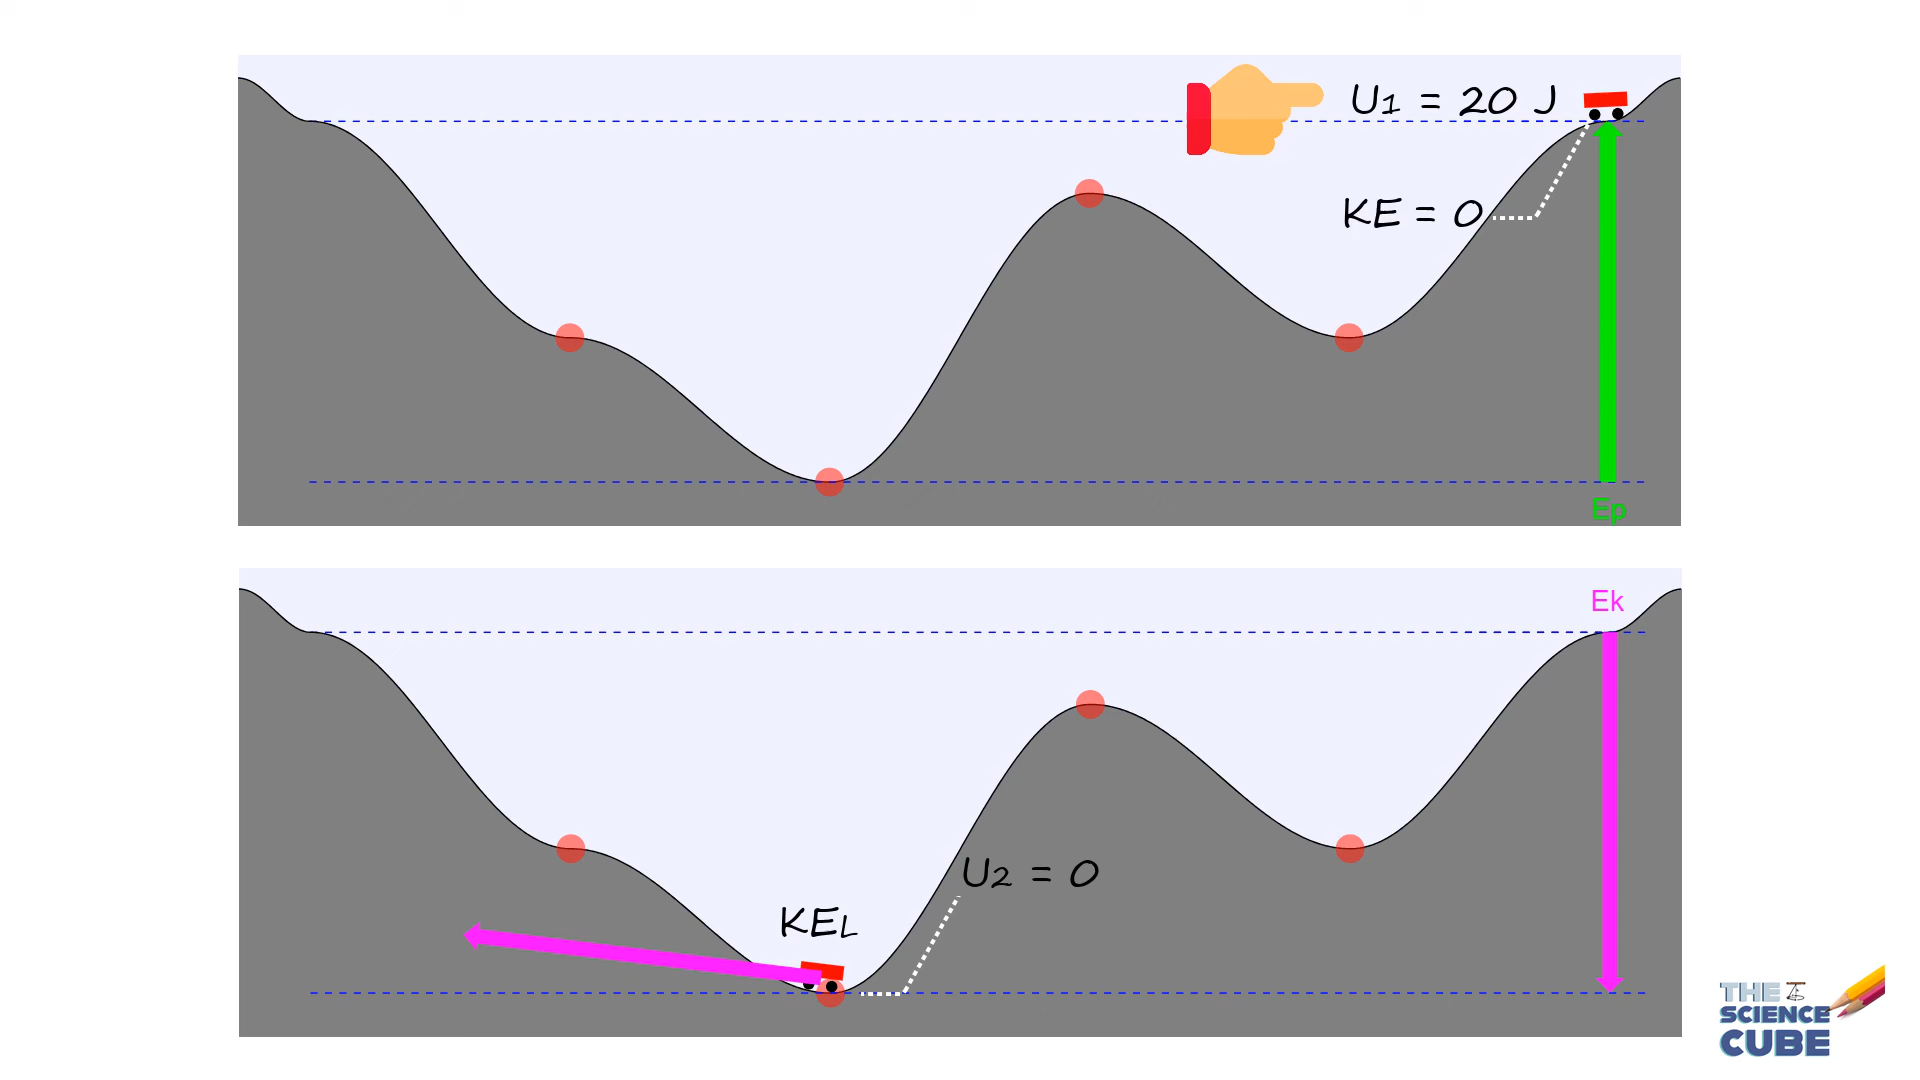 U1 = 20 J
KE = 0
Ep
Ek
U2 = 0
KEL
THE
SCIENCE
CUBE